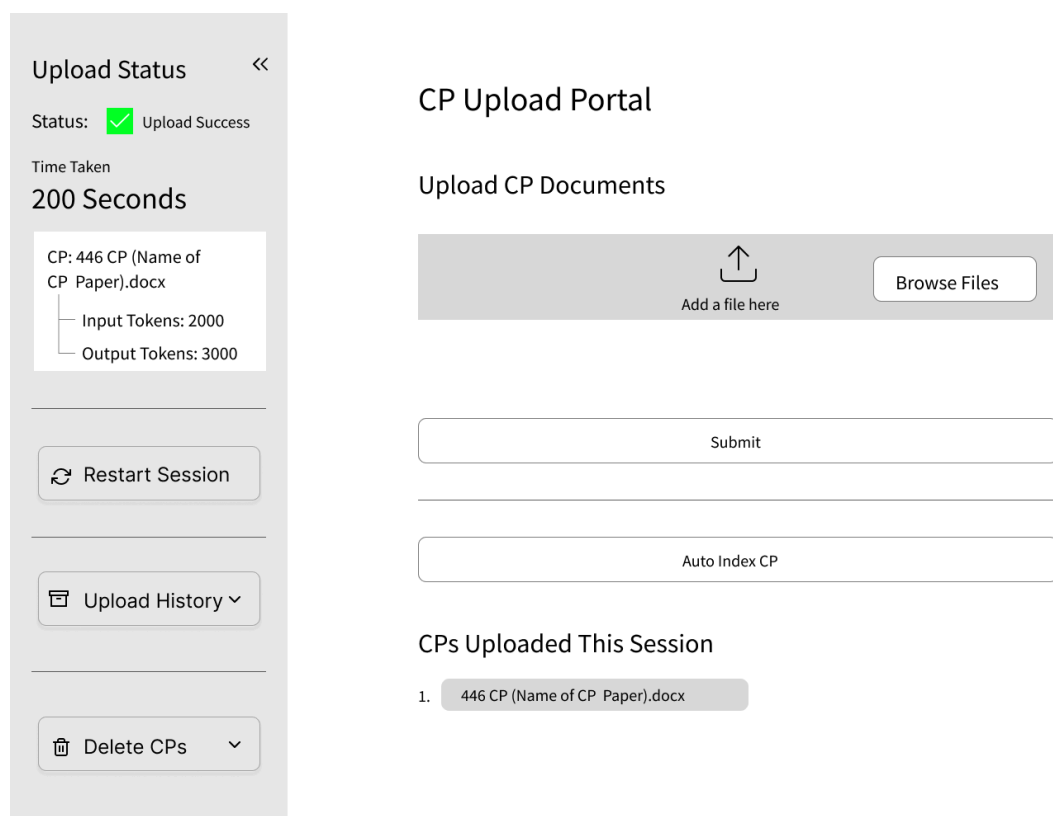 Upload Status
Status: Upload Success
Time Taken
200 Seconds
CP: 446 CP (Name of
CP Paper).docx
Input Tokens: 2000
Output Tokens: 3000
Restart Session
Upload History
Delete CPs
CP Upload Portal
Upload CP Documents
Add a file here
Browse Files
Submit
Auto Index CP
CPs Uploaded This Session
1. 446 CP (Name of CP Paper).docx